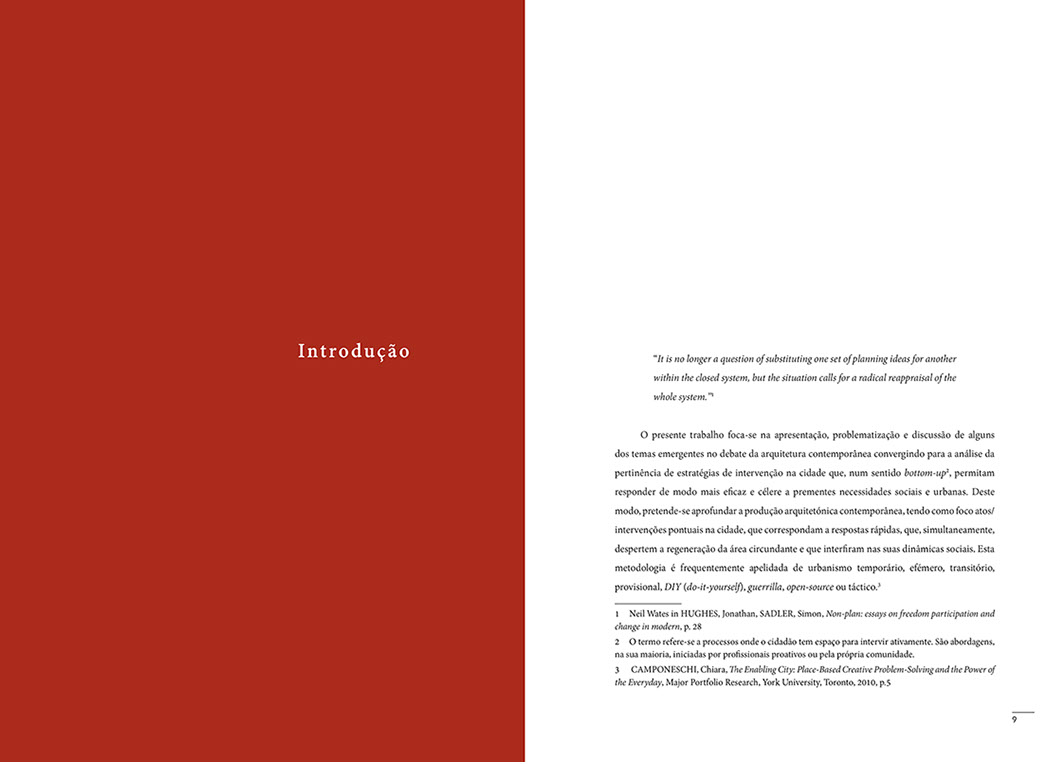 Introdução
“It is no longer a question of substituting one set of planning ideas for another
within the closed system, but the situation calls for a radical reappraisal of the
whole system.”1
O presente trabalho foca-se na apresentação, problematização e discussão de alguns
dos temas emergentes no debate da arquitetura contemporânea convergindo para a análise da
pertinência de estratégias de intervenção na cidade que, num sentido bottom-up2, permitam
responder de modo mais eficaz e célere a prementes necessidades sociais e urbanas. Deste
modo, pretende-se aprofundar a produção arquitetónica contemporânea, tendo como foco atos/
intervenções pontuais na cidade, que correspondam a respostas rápidas, que, simultaneamente,
despertem a regeneração da área circundante e que interfiram nas suas dinâmicas sociais. Esta
metodologia é frequentemente apelidada de urbanismo temporário, efémero, transitório,
provisional, DIY (do-it-yourself), guerrilla, open-source ou táctico.3
1 Neil Wates in HUGHES, Jonathan, SADLER, Simon, Non-plan: essays on freedom participation and
change in modern, p. 28
2 O termo refere-se a processos onde o cidadão tem espaço para intervir ativamente. São abordagens,
na sua maioria, iniciadas por profissionais proativos ou pela própria comunidade.
3 CAMPONESCHI, Chiara, The Enabling City: Place-Based Creative Problem-Solving and the Power of
the Everyday, Major Portfolio Research, York University, Toronto, 2010, p.5
9